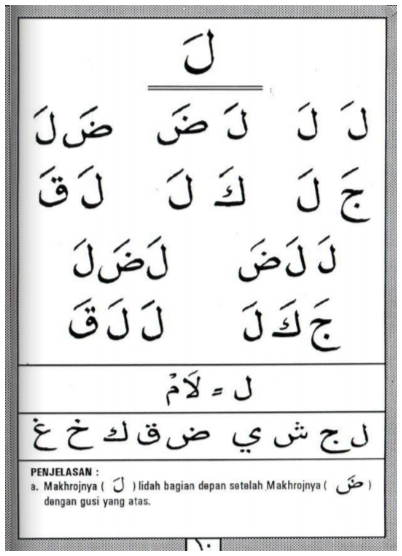 لَ
لَ لَ لَ ضَ ضَ لَ
جَ لَ كَ لَ لَ قَ
لَ لَ ضَ لَ ضَ لَ
جَ كَ لَ لَ لَ قَ
ل = لَامْ
ل ج ش ي ض ق ك خ غ
PENJELASAN :
a. Makhrojnya ( لَ ) lidah bagian depan setelah Makhrojnya ( ضَ )
dengan gusi yang atas.
١٠